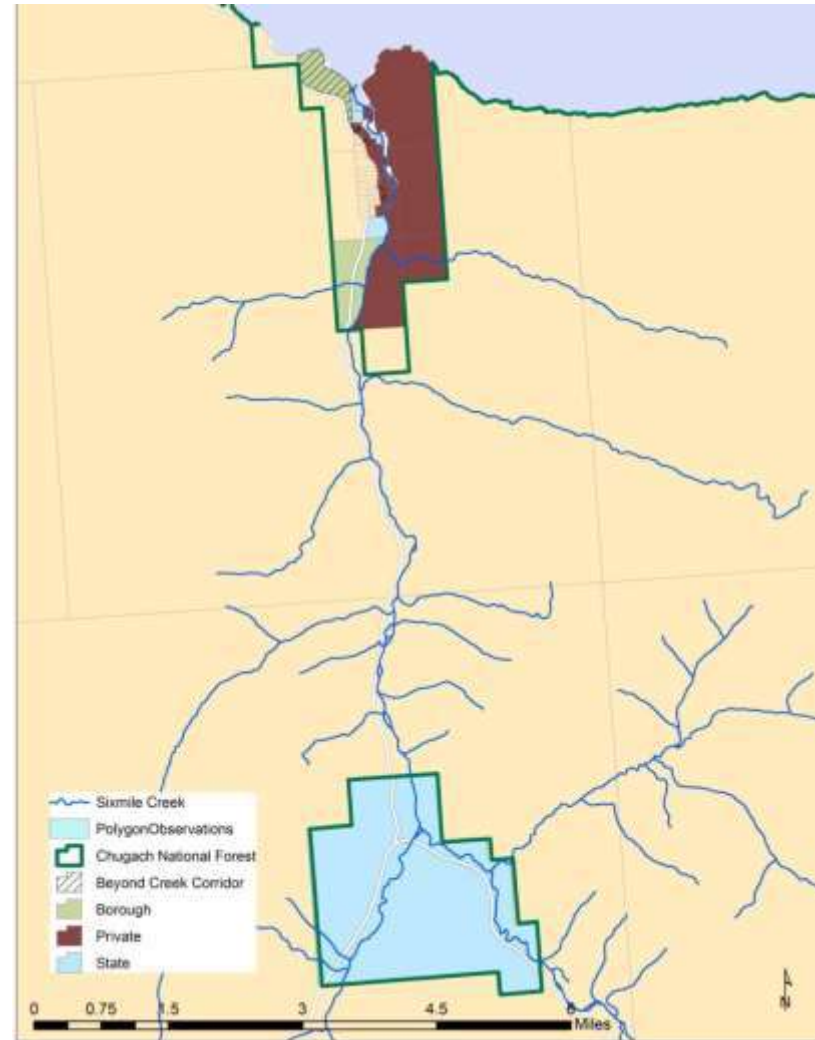 Sixmile Creek
PolygonObservations
Chugach National Forest
Beyond Creek Corridor
Borough
Private
State
0 0.75 1.5 3 4.5 6
Miles
N